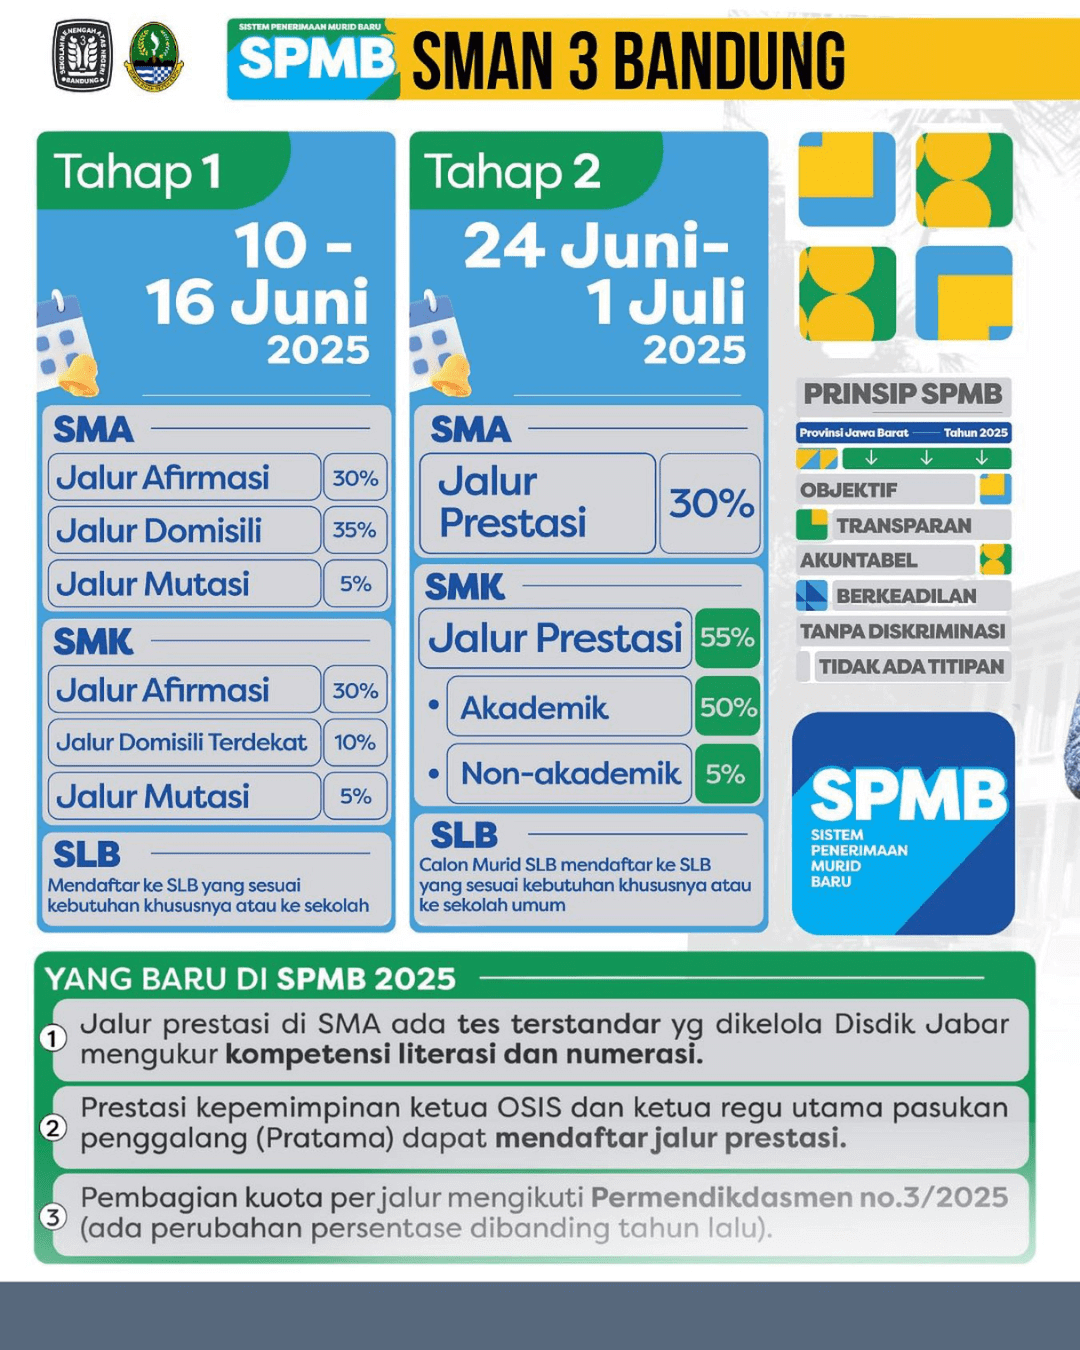 SEKOLAH MENENGAH ATAS NEGERI
3
BANDUNG
SISTEM PENERIMAAN MURID BARU
SPMB
SMAN 3 BANDUNG
Tahap 1
10 -
16 Juni
2025
SMA
Jalur Afirmasi 30%
Jalur Domisili 35%
Jalur Mutasi 5%
SMK
Jalur Afirmasi 30%
Jalur Domisili Terdekat 10%
Jalur Mutasi 5%
SLB
Mendaftar ke SLB yang sesuai
kebutuhan khususnya atau ke sekolah
Tahap 2
24 Juni-
1 Juli
2025
SMA
Jalur
Prestasi
30%
SMK
Jalur Prestasi 55%
• Akademik 50%
• Non-akademik 5%
SLB
Calon Murid SLB mendaftar ke SLB
yang sesuai kebutuhan khususnya atau
ke sekolah umum
PRINSIP SPMB
Provinsi Jawa Barat Tahun 2025
OBJEKTIF
TRANSPARAN
AKUNTABEL
BERKEADILAN
TANPA DISKRIMINASI
TIDAK ADA TITIPAN
SPMB
SISTEM
PENERIMAAN
MURID
BARU
YANG BARU DI SPMB 2025
1 Jalur prestasi di SMA ada tes terstandar yg dikelola Disdik Jabar
mengukur kompetensi literasi dan numerasi.
2 Prestasi kepemimpinan ketua OSIS dan ketua regu utama pasukan
penggalang (Pratama) dapat mendaftar jalur prestasi.
3 Pembagian kuota per jalur mengikuti Permendikdasmen no.3/2025
(ada perubahan persentase dibanding tahun lalu).